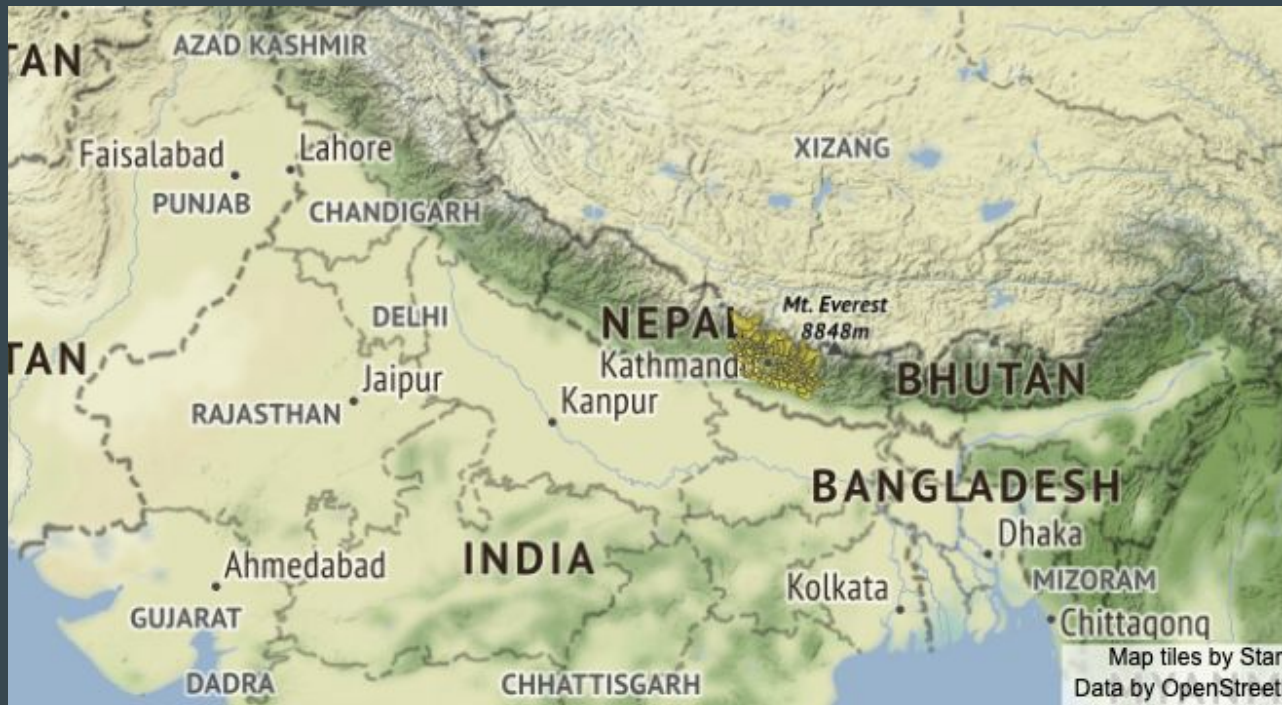 TAN
AZAD KASHMIR
Faisalabad
Lahore
XIZANG
PUNJAB
CHANDIGARH
Mt. Everest
8848m
DELHI
NEPAL
Kathmand
TAN
Jaipur
BHUTAN
Kanpur
RAJASTHAN
BANGLADESH
Dhaka
INDIA
Ahmedabad
Kolkata
MIZORAM
GUJARAT
Chittagong
Map tiles by Star
DADRA
CHHATTISGARH
Data by OpenStreet